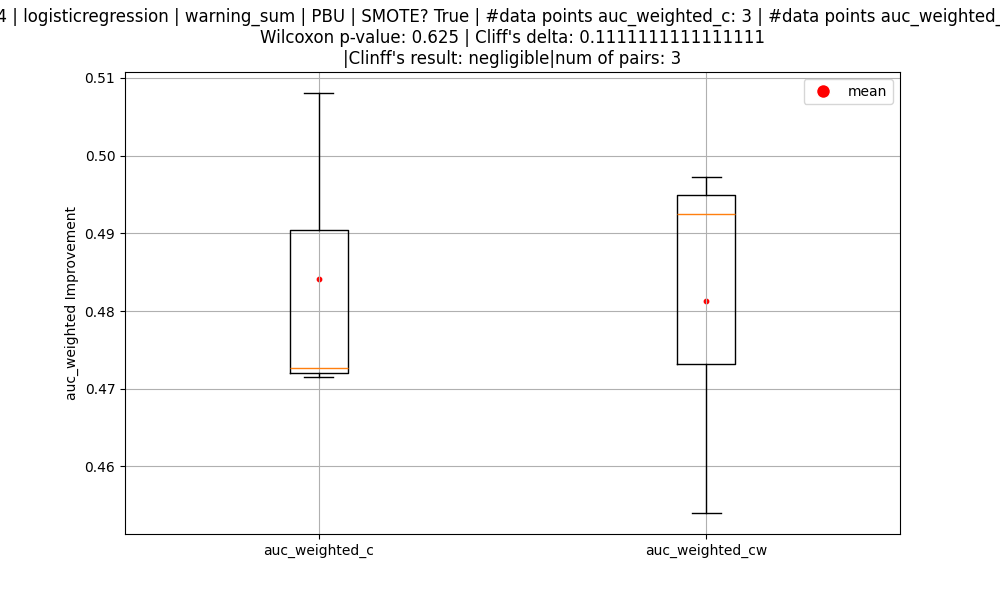 4 | logisticregression | warning_sum | PBU | SMOTE? True | #data points auc_weighted_c: 3 | #data points auc_weighted_
Wilcoxon p-value: 0.625 | Cliff's delta: 0.1111111111111111
|Clinff's result: negligible|num of pairs: 3
0.51
mean
0.50
0.49
0.48
0.47
0.46
auc_weighted Improvement
auc_weighted_c
auc_weighted_cw